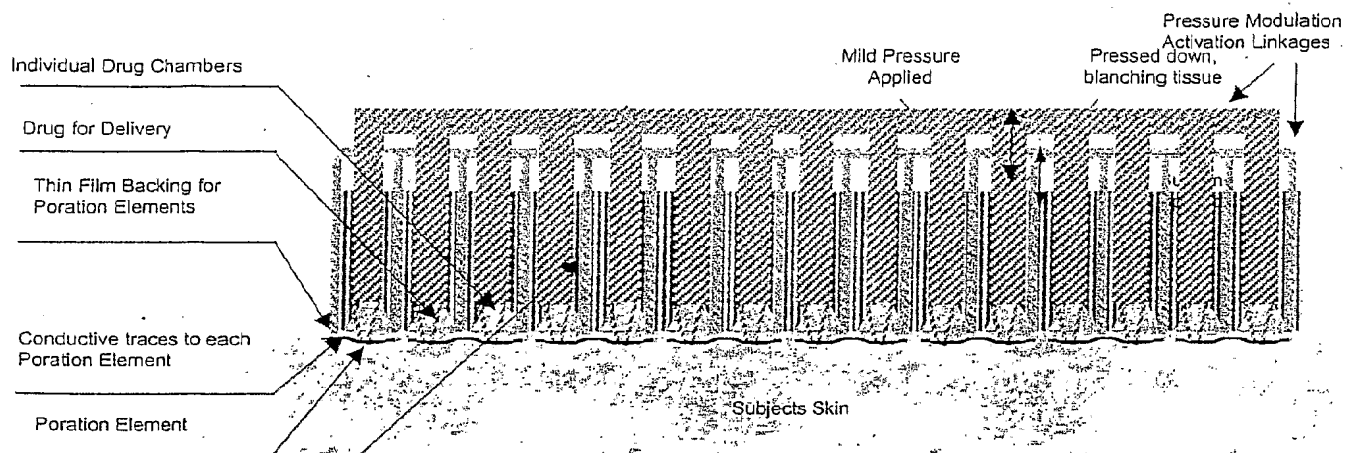 Pressure Modulation
Activation Linkages
Individual Drug Chambers
Mild Pressure
Applied
Pressed down,
blanching tissue
Drug for Delivery
Thin Film Backing for
Poration Elements
Conductive traces to each
Poration Element
Poration Element
Subjects Skin